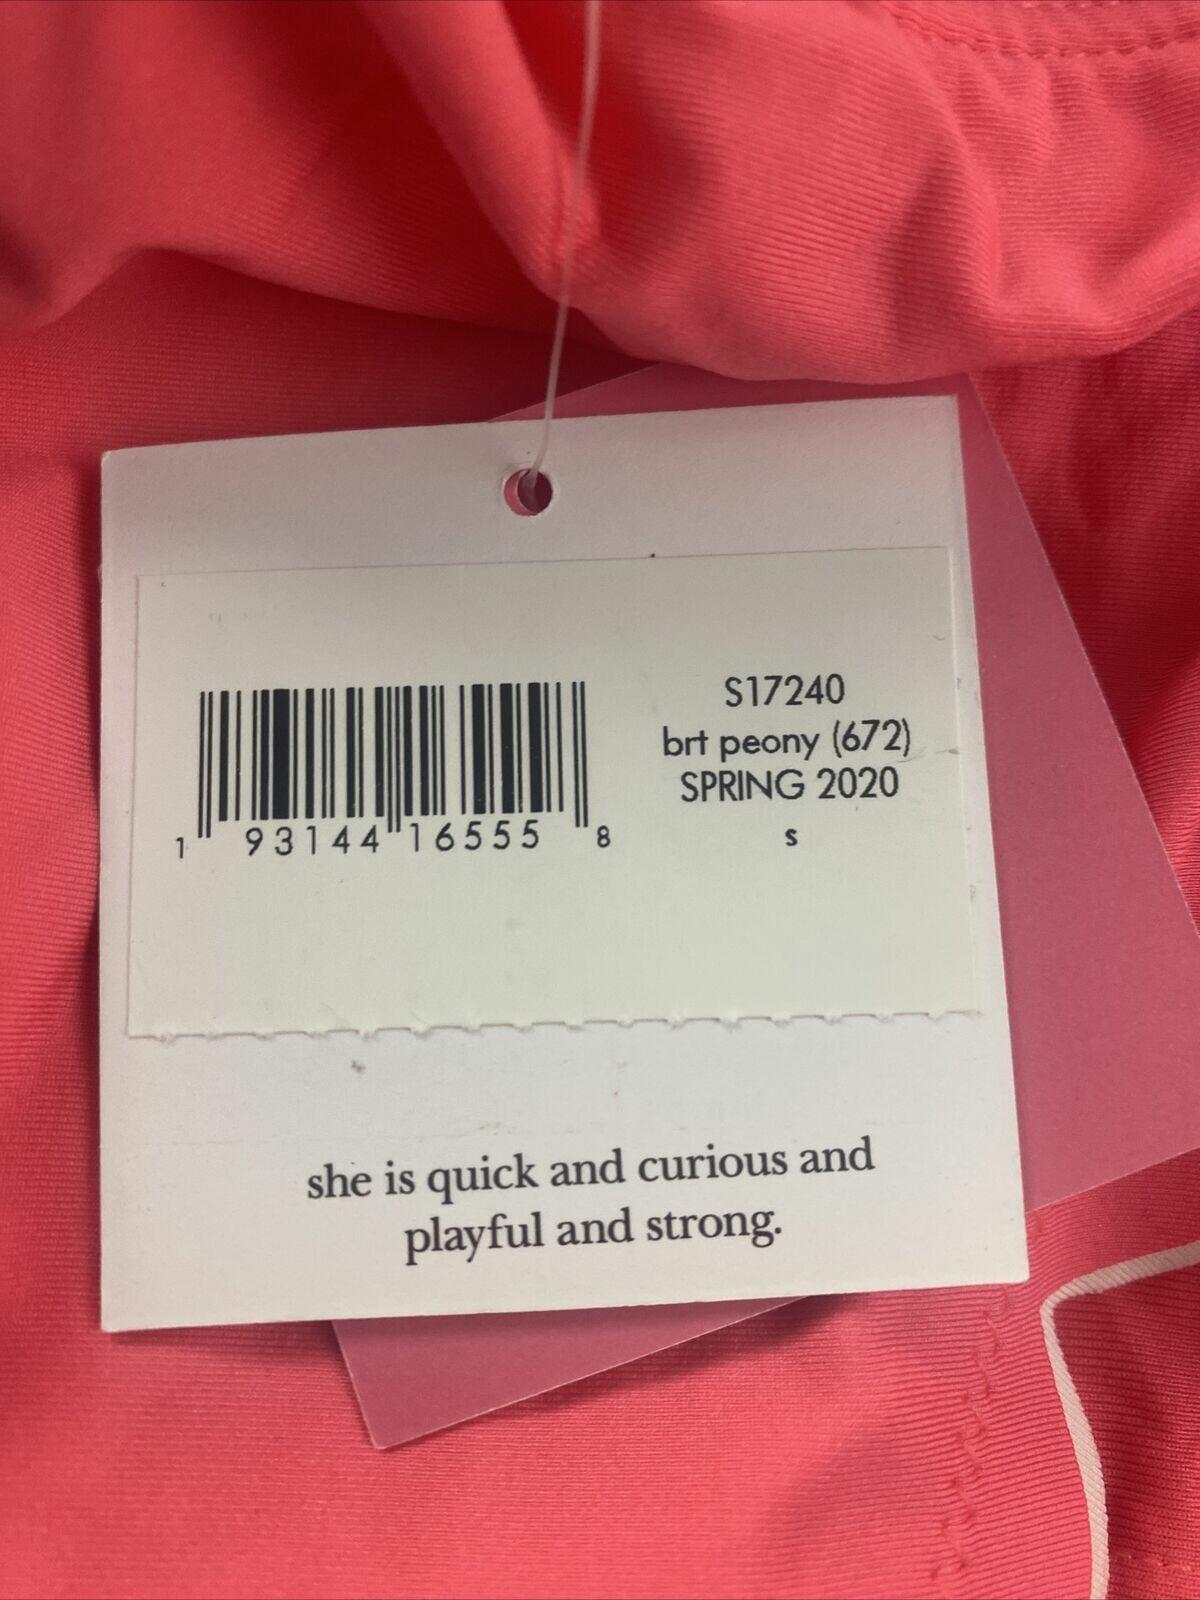 S17240
brt peony (672)
SPRING 2020
s
1 93144 16555 8
she is quick and curious and
playful and strong.